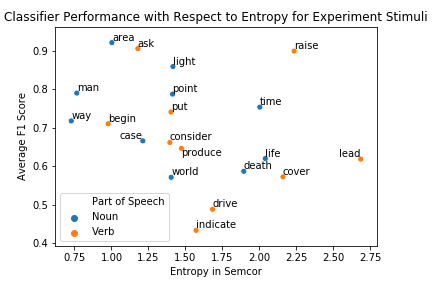 Classifier Performance with Respect to Entropy for Experiment Stimuli
area
ask
raise
0.9
light
man
point
0.8
time
put
way
begin
0.7
case
consider
produce
life
lead
0.6
world
death
cover
drive
0.5
indicate
0.4
Average F1 Score
Part of Speech
Noun
Verb
0.75 1.00 1.25 1.50 1.75 2.00 2.25 2.50 2.75
Entropy in Semcor